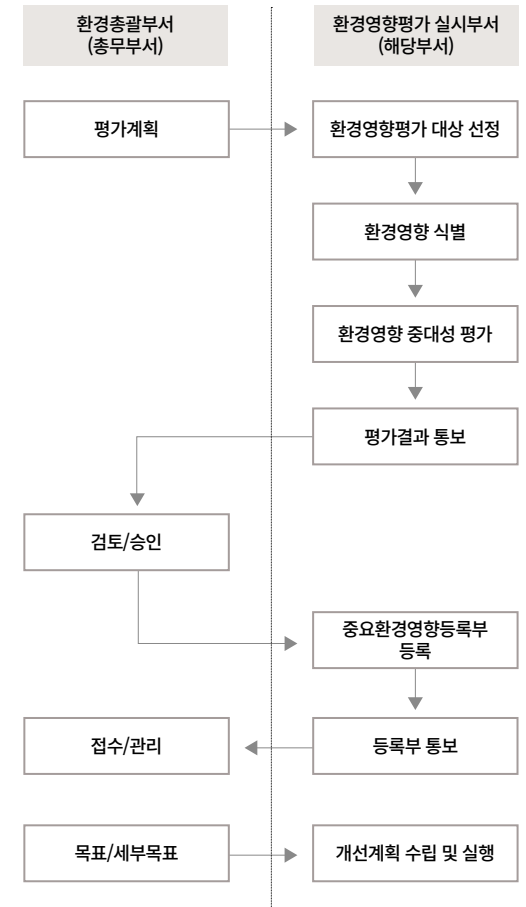 환경총괄부서
(총무부서)
환경영향평가 실시부서
(해당부서)
평가계획
환경영향평가 대상 선정
환경영향 식별
환경영향 중대성 평가
평가결과 통보
검토/승인
중요환경영향등록부
등록
접수/관리
등록부 통보
목표/세부목표
개선계획 수립 및 실행